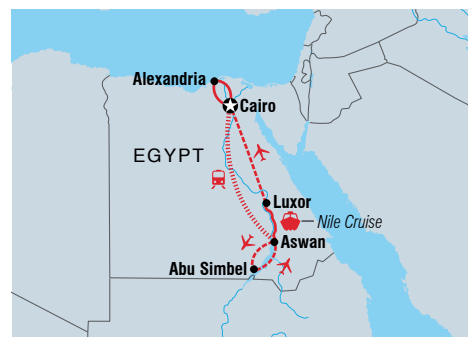 Alexandria
Cairo
EGYPT
Luxor
Nile Cruise
Aswan
Abu Simbel